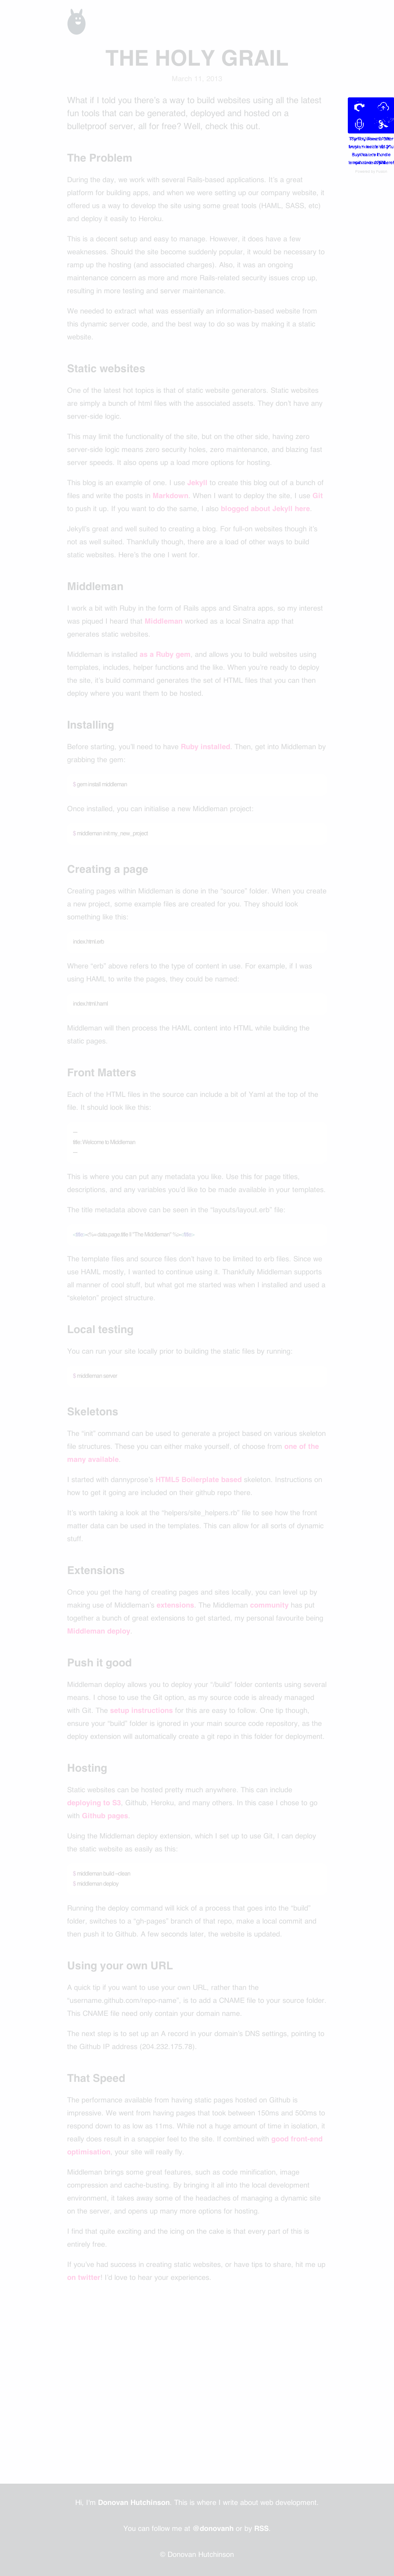 THE HOLY GRAIL
March 11, 2013
What if I told you there's a way to build websites using all the latest
fun tools that can be generated, deployed and hosted on a
bulletproof server, all for free? Well, check this out.
The Problem
During the day, we work with several Rails-based applications. It's a great
platform for building apps, and when we were setting up our company website, it
offered us a way to develop the site using some great tools (HAML, SASS, etc)
and deploy it easily to Heroku.
This is a decent setup and easy to manage. However, it does have a few
weaknesses. Should the site become suddenly popular, it would be necessary to
ramp up the hosting (and associated charges). Also, it was an ongoing
maintenance concern as more and more Rails-related security issues crop up,
resulting in more testing and server maintenance.
We needed to extract what was essentially an information-based website from
this dynamic server code, and the best way to do so was by making it a static
website.
Static websites
One of the latest hot topics is that of static website generators. Static websites
are simply a bunch of html files with the associated assets. They don't have any
server-side logic.
This may limit the functionality of the site, but on the other side, having zero
server-side logic means zero security holes, zero maintenance, and blazing fast
server speeds. It also opens up a load more options for hosting.
This blog is an example of one. I use Jekyll to create this blog out of a bunch of
files and write the posts in Markdown. When I want to deploy the site, I use Git
to push it up. If you want to do the same, I also blogged about Jekyll here.
Jekyll's great and well suited to creating a blog. For full-on websites though it's
not as well suited. Thankfully though, there are a load of other ways to build
static websites. Here's the one I went for.
Middleman
I work a bit with Ruby in the form of Rails apps and Sinatra apps, so my interest
was piqued I heard that Middleman worked as a local Sinatra app that
generates static websites.
Middleman is installed as a Ruby gem, and allows you to build websites using
templates, includes, helper functions and the like. When you're ready to deploy
the site, it's build command generates the set of HTML files that you can then
deploy where you want them to be hosted.
Installing
Before starting, you'll need to have Ruby installed. Then, get into Middleman by
grabbing the gem:
$ gem install middleman
Once installed, you can initialise a new Middleman project:
$ middleman init my_new_project
Creating a page
Creating pages within Middleman is done in the "source" folder. When you create
a new project, some example files are created for you. They should look
something like this:
index.html.erb
Where "erb" above refers to the type of content in use. For example, if I was
using HAML to write the pages, they could be named:
index.html.haml
Middleman will then process the HAML content into HTML while building the
static pages.
Front Matters
Each of the HTML files in the source can include a bit of Yaml at the top of the
file. It should look like this:
---
title: Welcome to Middleman
---
This is where you can put any metadata you like. Use this for page titles,
descriptions, and any variables you'd like to be made available in your templates.
The title metadata above can be seen in the "layouts/layout.erb" file:
<title><%= data.page.title || "The Middleman" %></title>
The template files and source files don't have to be limited to erb files. Since we
use HAML mostly, I wanted to continue using it. Thankfully Middleman supports
all manner of cool stuff, but what got me started was when I installed and used a
"skeleton" project structure.
Local testing
You can run your site locally prior to building the static files by running:
$ middleman server
Skeletons
The "init" command can be used to generate a project based on various skeleton
file structures. These you can either make yourself, of choose from one of the
many available.
I started with dannyprose's HTML5 Boilerplate based skeleton. Instructions on
how to get it going are included on their github repo there.
It's worth taking a look at the "helpers/site_helpers.rb" file to see how the front
matter data can be used in the templates. This can allow for all sorts of dynamic
stuff.
Extensions
Once you get the hang of creating pages and sites locally, you can level up by
making use of Middleman's extensions. The Middleman community has put
together a bunch of great extensions to get started, my personal favourite being
Middleman deploy.
Push it good
Middleman deploy allows you to deploy your "/build" folder contents using several
means. I chose to use the Git option, as my source code is already managed
with Git. The setup instructions for this are easy to follow. One tip though,
ensure your "build" folder is ignored in your main source code repository, as the
deploy extension will automatically create a git repo in this folder for deployment.
Hosting
Static websites can be hosted pretty much anywhere. This can include
deploying to S3, Github, Heroku, and many others. In this case I chose to go
with Github pages.
Using the Middleman deploy extension, which I set up to use Git, I can deploy
the static website as easily as this:
$ middleman build --clean
$ middleman deploy
Running the deploy command will kick of a process that goes into the "build"
folder, switches to a "gh-pages" branch of that repo, make a local commit and
then push it to Github. A few seconds later, the website is updated.
Using your own URL
A quick tip if you want to use your own URL, rather than the
"username.github.com/repo-name", is to add a CNAME file to your source folder.
This CNAME file need only contain your domain name.
The next step is to set up an A record in your domain's DNS settings, pointing to
the Github IP address (204.232.175.78).
That Speed
The performance available from having static pages hosted on Github is
impressive. We went from having pages that took between 150ms and 500ms to
respond down to as low as 11ms. While not a huge amount of time in isolation, it
really does result in a snappier feel to the site. If combined with good front-end
optimisation, your site will really fly.
Middleman brings some great features, such as code minification, image
compression and cache-busting. By bringing it all into the local development
environment, it takes away some of the headaches of managing a dynamic site
on the server, and opens up many more options for hosting.
I find that quite exciting and the icing on the cake is that every part of this is
entirely free.
If you've had success in creating static websites, or have tips to share, hit me up
on twitter! I'd love to hear your experiences.
Hi, I'm Donovan Hutchinson. This is where I write about web development.
You can follow me at @donovanh or by RSS.
© Donovan Hutchinson